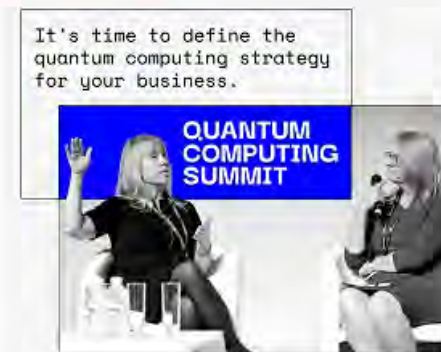 It's time to define the
quantum computing strategy
for your business.
QUANTUM
COMPUTING
SUMMIT